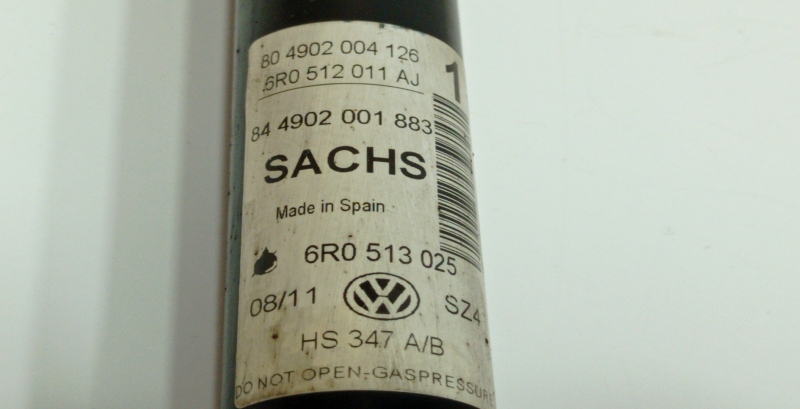 80 4902 004 126
6R0 512 011 AJ
1
84 4902 001 883
SACHS
Made in Spain
6R0 513 025
08/11 VW SZ4
HS 347 A/B
DO NOT OPEN-GASPRESSURE